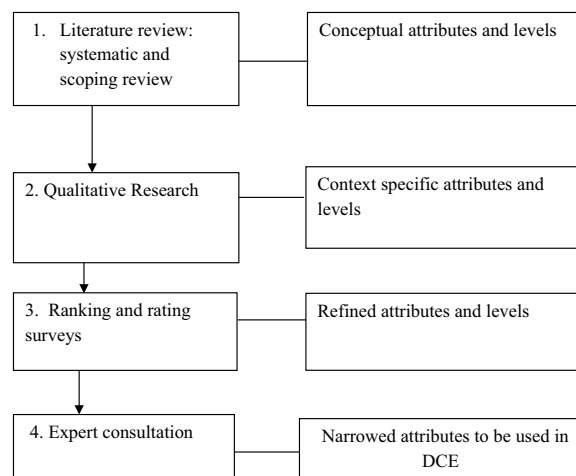 1. Literature review:
systematic and
scoping review
Conceptual attributes and levels
2. Qualitative Research
Context specific attributes and
levels
3. Ranking and rating
surveys
Refined attributes and levels
4. Expert consultation
Narrowed attributes to be used in
DCE